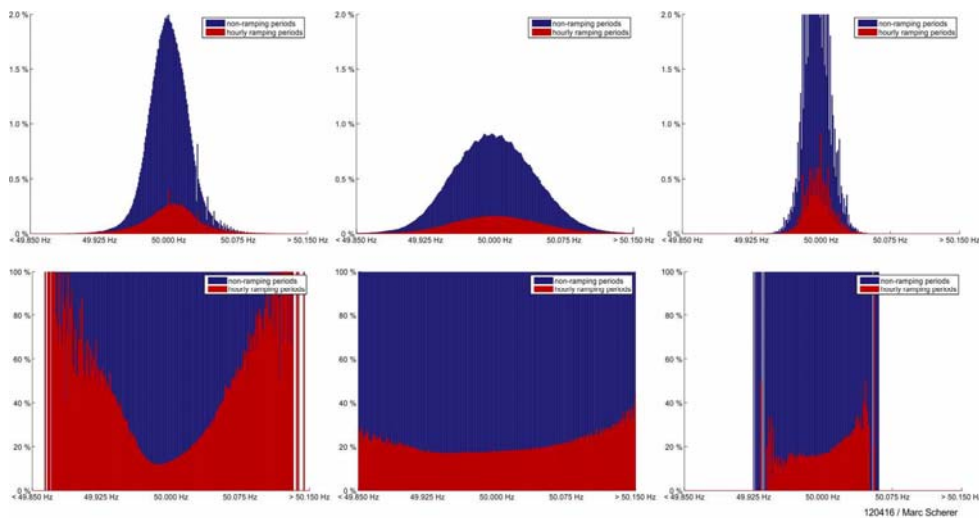 2.0 %
1.5 %
1.0 %
0.5 %
0 %
< 49.850 Hz 49.925 Hz 50.000 Hz 50.075 Hz > 50.150 Hz
non-ramping periods
hourly ramping periods
2.0 %
1.5 %
1.0 %
0.5 %
0 %
< 49.850 Hz 49.925 Hz 50.000 Hz 50.075 Hz > 50.150 Hz
non-ramping periods
hourly ramping periods
2.0 %
1.5 %
1.0 %
0.5 %
0 %
< 49.850 Hz 49.925 Hz 50.000 Hz 50.075 Hz > 50.150 Hz
non-ramping periods
hourly ramping periods
100 %
80 %
60 %
40 %
20 %
0 %
< 49.850 Hz 49.925 Hz 50.000 Hz 50.075 Hz > 50.150 Hz
non-ramping periods
hourly ramping periods
100 %
80 %
60 %
40 %
20 %
0 %
< 49.850 Hz 49.925 Hz 50.000 Hz 50.075 Hz > 50.150 Hz
non-ramping periods
hourly ramping periods
100 %
80 %
60 %
40 %
20 %
0 %
< 49.850 Hz 49.925 Hz 50.000 Hz 50.075 Hz > 50.150 Hz
non-ramping periods
hourly ramping periods
120416 / Marc Scherer